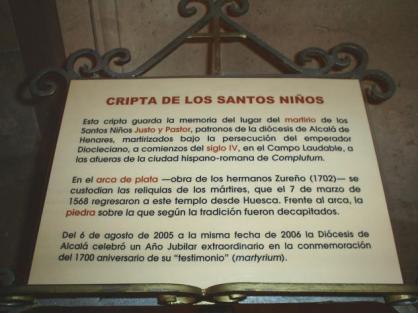 CRIPTA DE LOS SANTOS NIÑOS
Esta cripta guarda la memoria del lugar del martirio de los
Santos Niños Justo y Pastor, patronos de la diócesis de Alcalá de
Henares, martirizados bajo la persecución del emperador
Diocleciano, a comienzos del siglo IV, en el Campo Laudable, a
las afueras de la ciudad hispano-romana de Complutum.
En el arca de plata —obra de los hermanos Zureño (1702)— se
custodian las reliquias de los mártires, que el 7 de marzo de
1568 regresaron a este templo desde Huesca. Frente al arca, la
piedra sobre la que según la tradición fueron decapitados.
Del 6 de agosto de 2005 a la misma fecha de 2006 la Diócesis de
Alcalá celebró un Año Jubilar extraordinario en la conmemoración
del 1700 aniversario de su "testimonio" (martyrium).